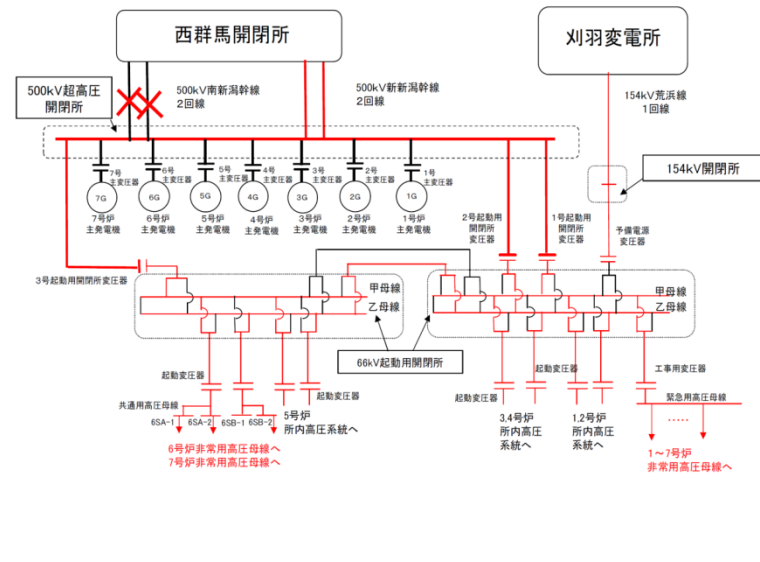 西群馬開閉所
刈羽変電所
500kV超高圧
開閉所
500kV南新潟幹線
2回線
500kV新新潟幹線
2回線
154kV荒浜線
1回線
154kV開閉所
7号
主変圧器
6号
主変圧器
5号
主変圧器
4号
主変圧器
3号
主変圧器
2号
主変圧器
1号
主変圧器
7G
6G
5G
4G
3G
2G
1G
7号炉
主発電機
6号炉
主発電機
5号炉
主発電機
4号炉
主発電機
3号炉
主発電機
2号炉
主発電機
1号炉
主発電機
2号起動用
開閉所
変圧器
1号起動用
開閉所
変圧器
予備電源
変圧器
3号起動用開閉所変圧器
甲母線
乙母線
甲母線
乙母線
66kV起動用開閉所
起動変圧器
起動変圧器
起動変圧器
起動変圧器
工事用変圧器
共通用高圧母線
緊急用高圧母線
6SA-1
6SA-2
6SB-1
6SB-2
5号炉
所内高圧系統へ
3,4号炉
所内高圧
系統へ
1,2号炉
所内高圧
系統へ
6号炉非常用高圧母線へ
7号炉非常用高圧母線へ
1～7号炉
非常用高圧母線へ